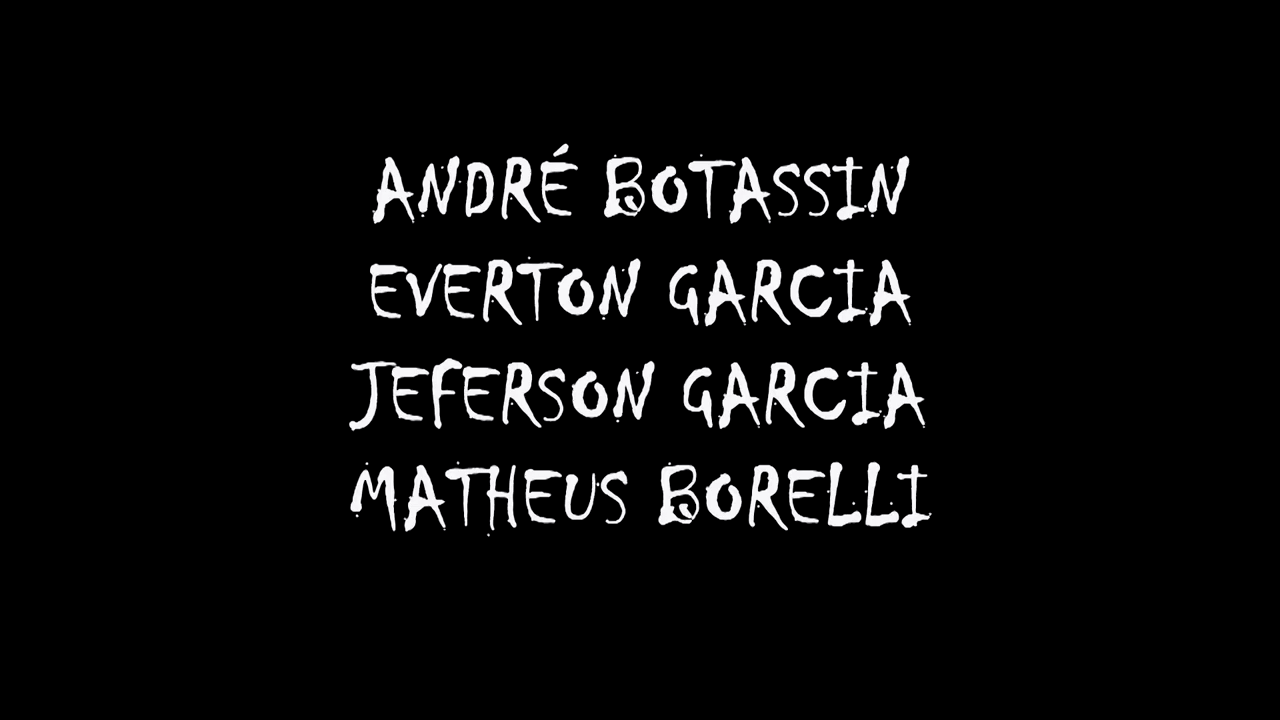 ANDRÉ BOTASSIN
EVERTON GARCIA
JEFERSON GARCIA
MATHEUS BORELLI